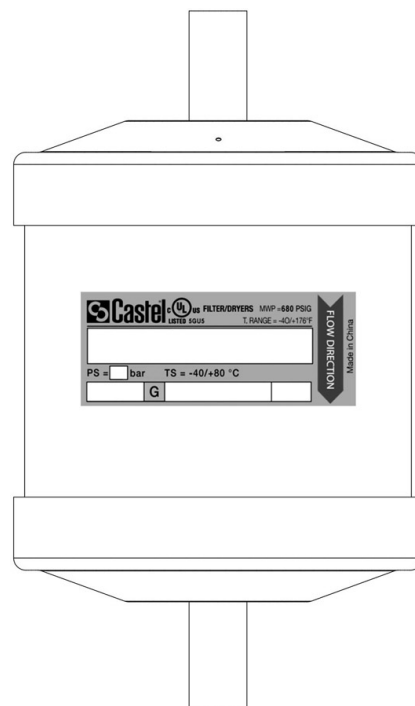 Castel c UL us FILTER/DRYERS MWP =680 PSIG
LISTED SGU5 T. RANGE = -40/+176°F
PS = bar TS = -40/+80 °C
G
FLOW DIRECTION
Made in China